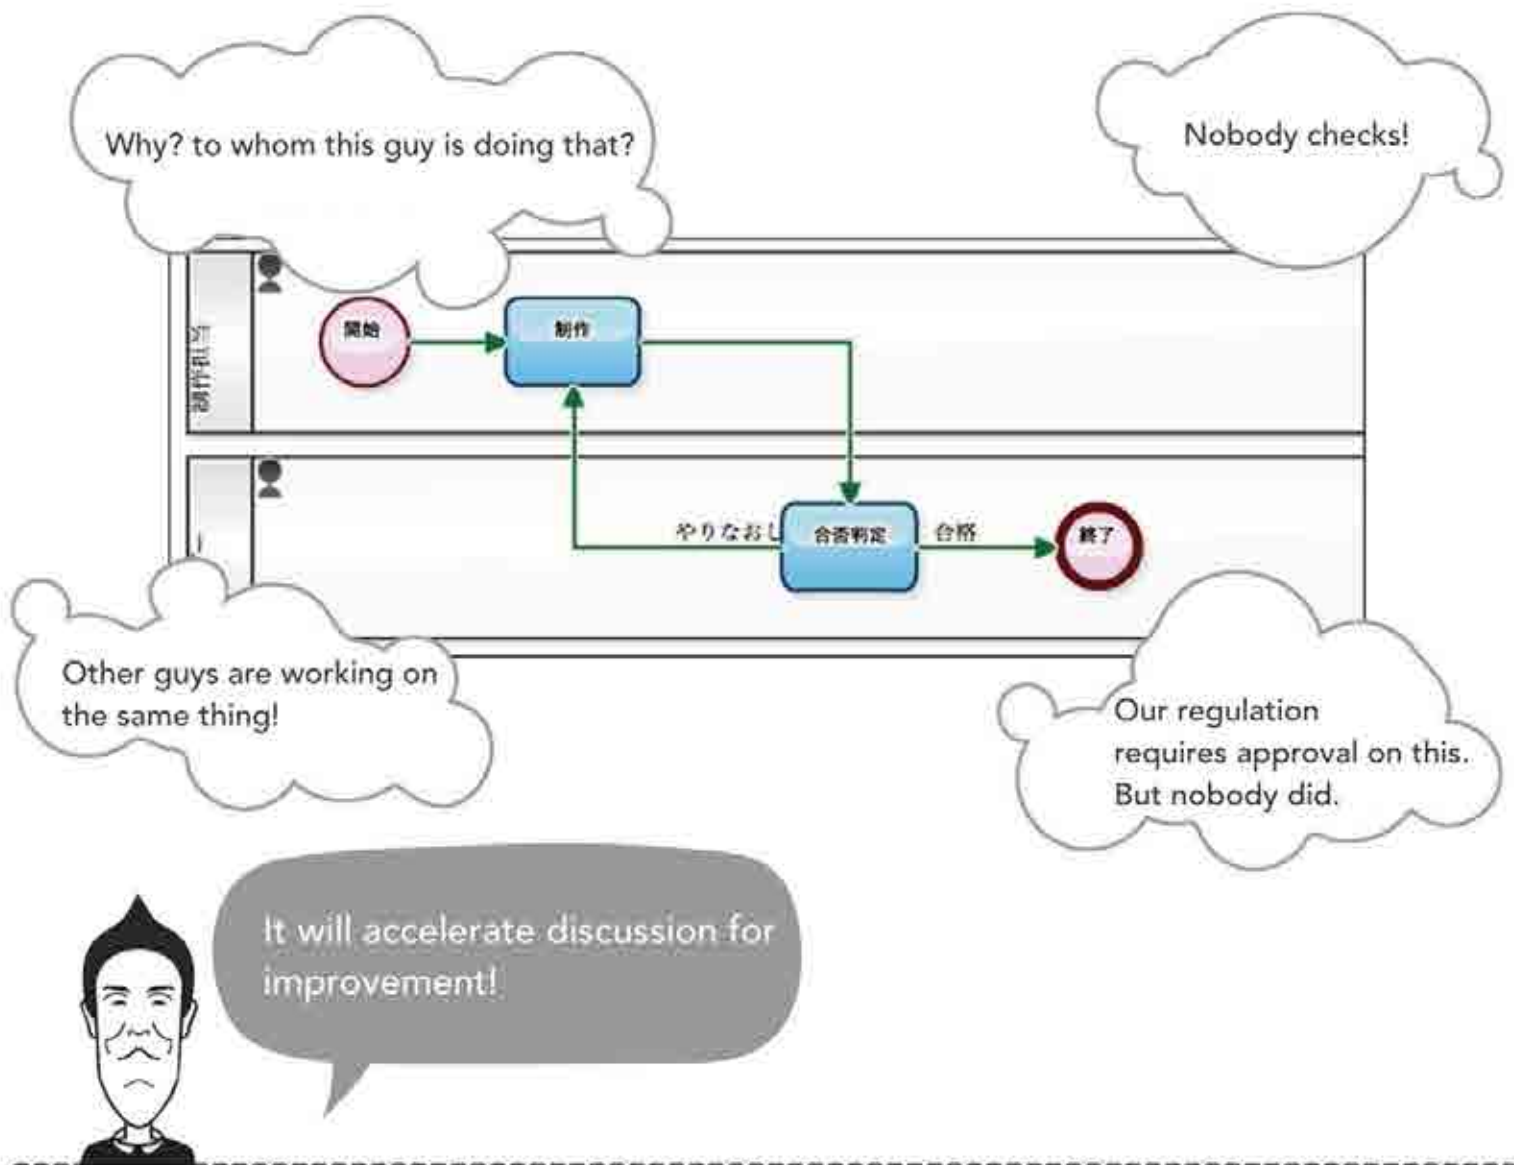 Why? to whom this guy is doing that?
Nobody checks!
開始
制作
やりなおし
合否判定
合格
終了
Other guys are working on
the same thing!
Our regulation
requires approval on this.
But nobody did.
It will accelerate discussion for
improvement!